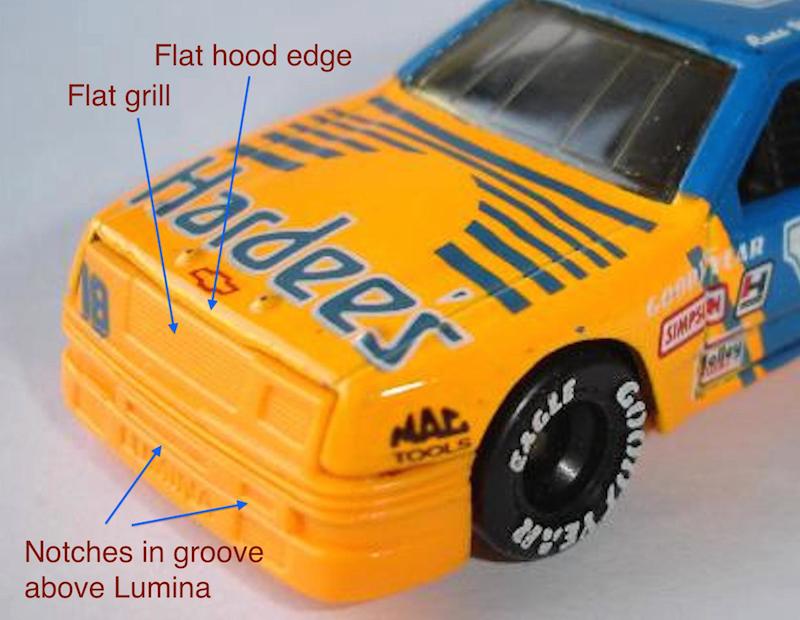 Flat hood edge
Flat grill
Hardee's
18
GOODYEAR
SIMPSON
Holley
MAC
TOOLS
EAGLE
GOODYEAR
Notches in groove
above Lumina